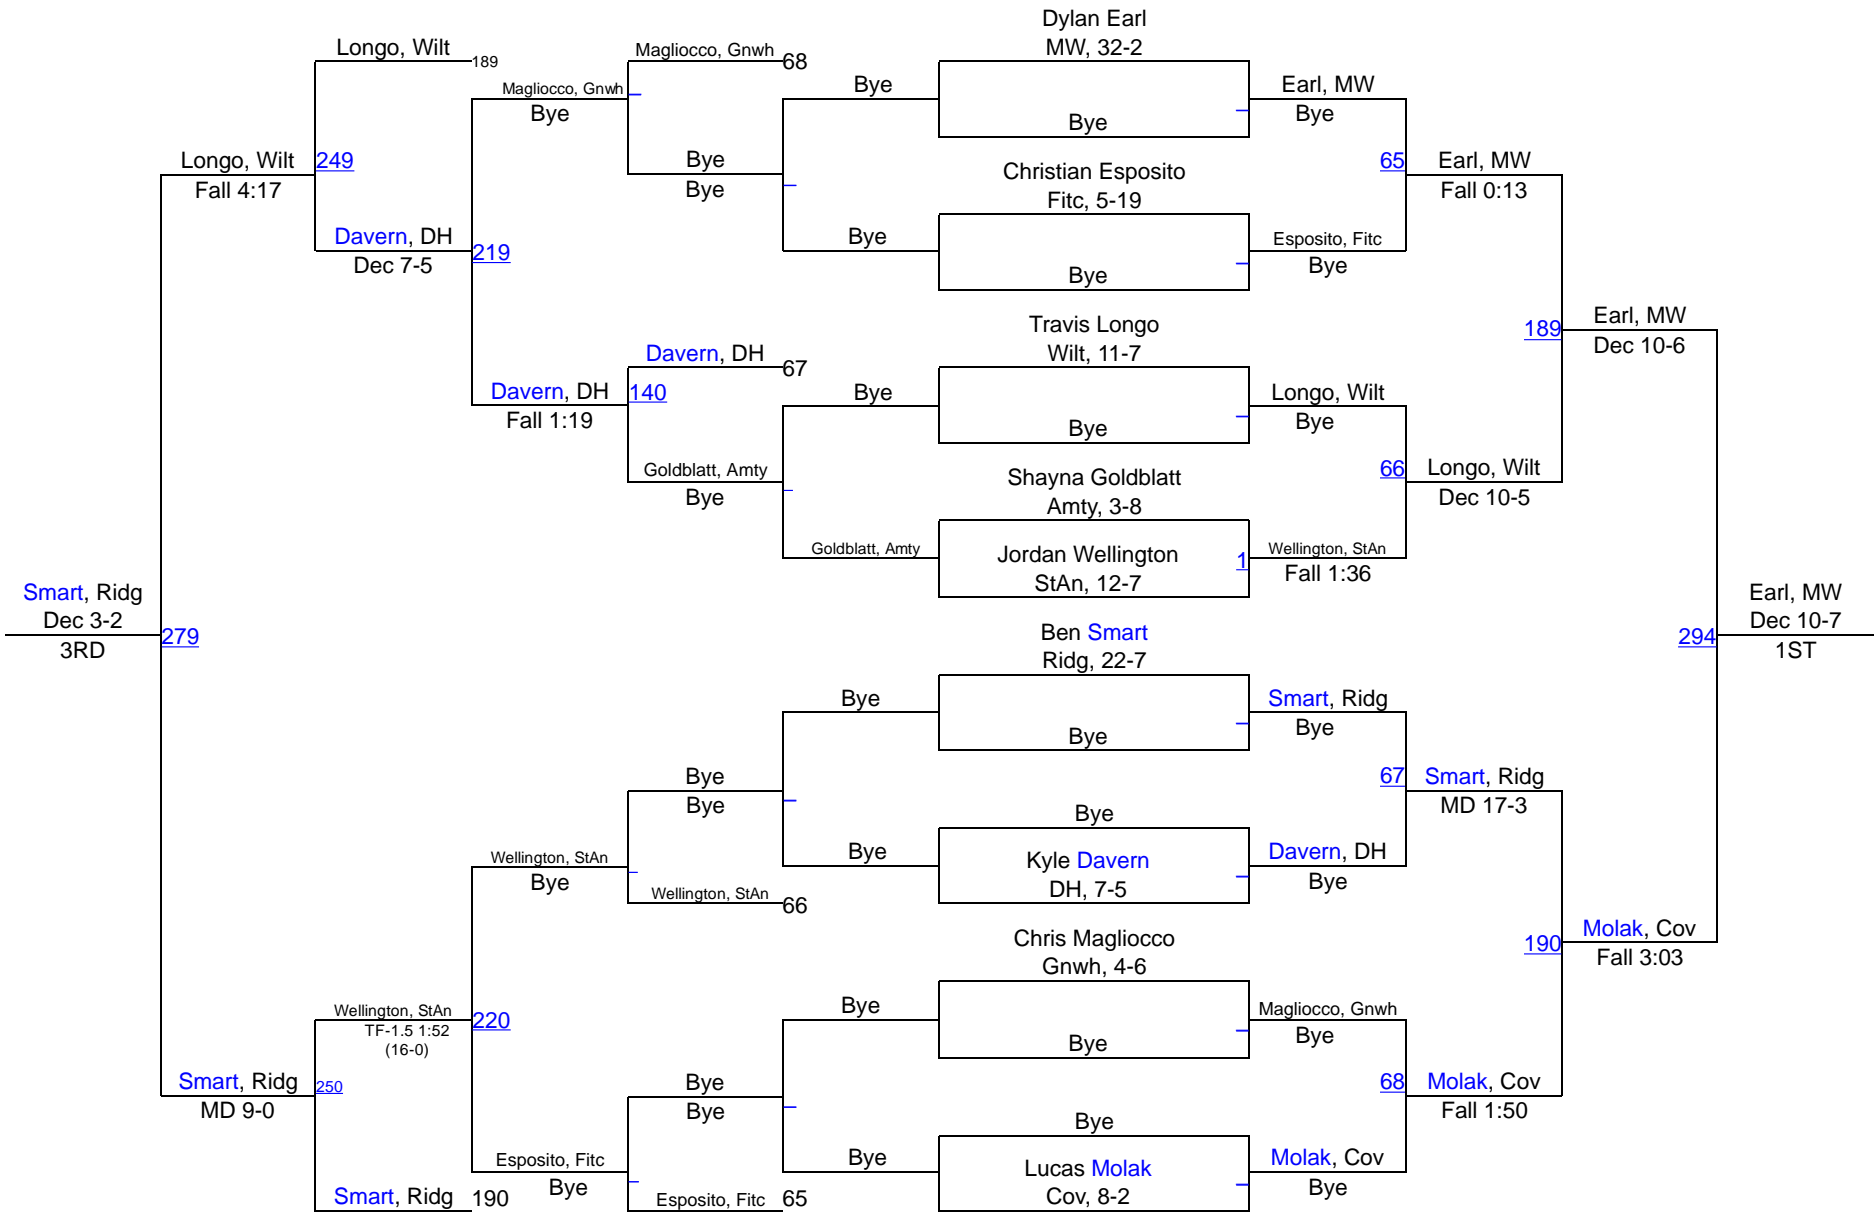 Dylan Earl
MW, 32-2
Bye
Christian Esposito
Fitc, 5-19
Bye
Travis Longo
Wilt, 11-7
Bye
Shayna Goldblatt
Amty, 3-8
Jordan Wellington
StAn, 12-7
1
Ben Smart
Ridg, 22-7
Bye
Bye
Kyle Davern
DH, 7-5
Chris Magliocco
Gnwh, 4-6
Bye
Bye
Lucas Molak
Cov, 8-2
Earl, MW
Bye
65
Esposito, Fitc
Bye
Longo, Wilt
Bye
66
Wellington, StAn
Fall 1:36
Smart, Ridg
Bye
67
Davern, DH
Bye
Magliocco, Gnwh
Bye
68
Molak, Cov
Bye
Earl, MW
Fall 0:13
189
Longo, Wilt
Dec 10-5
Smart, Ridg
MD 17-3
190
Molak, Cov
Fall 1:50
Earl, MW
Dec 10-6
294
Molak, Cov
Fall 3:03
Earl, MW
Dec 10-7
1ST
Bye
Bye
Bye
Goldblatt, Amty
Bye
Bye
Bye
Bye
Magliocco, Gnwh
68
Bye
Bye
Davern, DH
67
140
Goldblatt, Amty
Bye
Bye
Bye
Wellington, StAn
66
Bye
Bye
Esposito, Fitc
65
Magliocco, Gnwh
Bye
219
Davern, DH
Fall 1:19
Wellington, StAn
Bye
220
Esposito, Fitc
Bye
Longo, Wilt
189
249
Davern, DH
Dec 7-5
Wellington, StAn
TF-1.5 1:52
(16-0)
250
Smart, Ridg
190
Longo, Wilt
Fall 4:17
279
Smart, Ridg
MD 9-0
Smart, Ridg
Dec 3-2
3RD